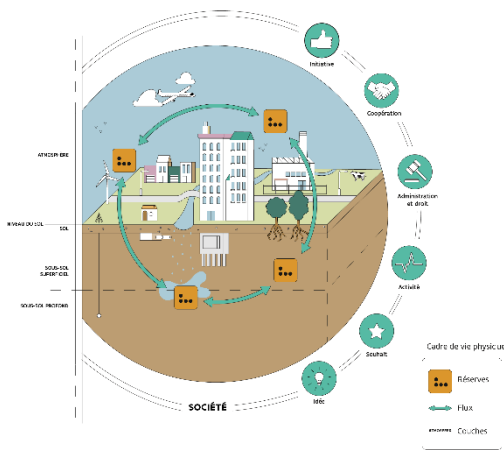 Initiative
Coopération
ATMOSPHÈRE
Administration
et droit
NIVEAU DU SOL
SOL
Activité
SOUS-SOL
SUPERFICIEL
SOUS-SOL PROFOND
Souhait
Idée
SOCIÉTÉ
Cadre de vie physique
Réserves
Flux
Couches